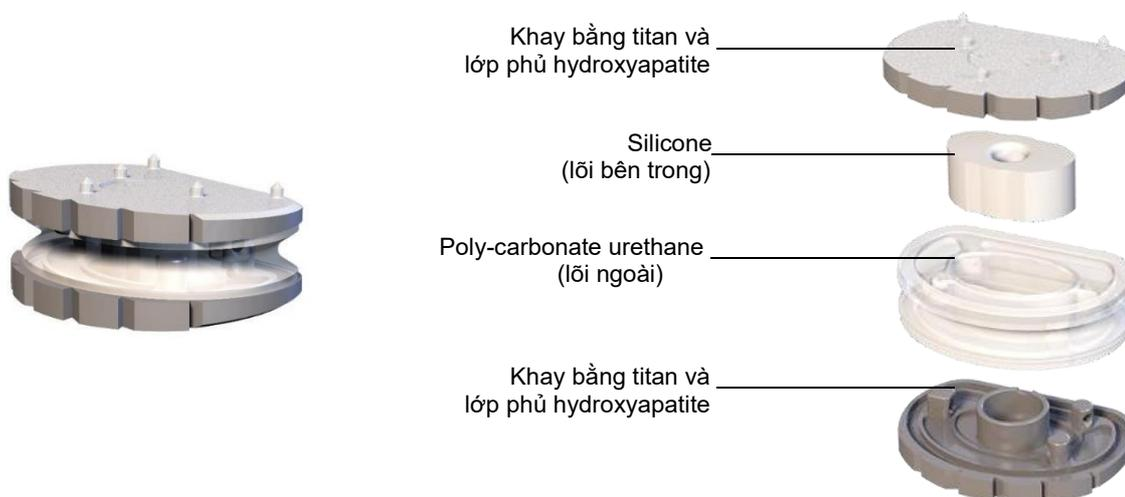 Khay bằng titan và
lớp phủ hydroxyapatite
Silicone
(lõi bên trong)
Poly-carbonate urethane
(lõi ngoài)
Khay bằng titan và
lớp phủ hydroxyapatite